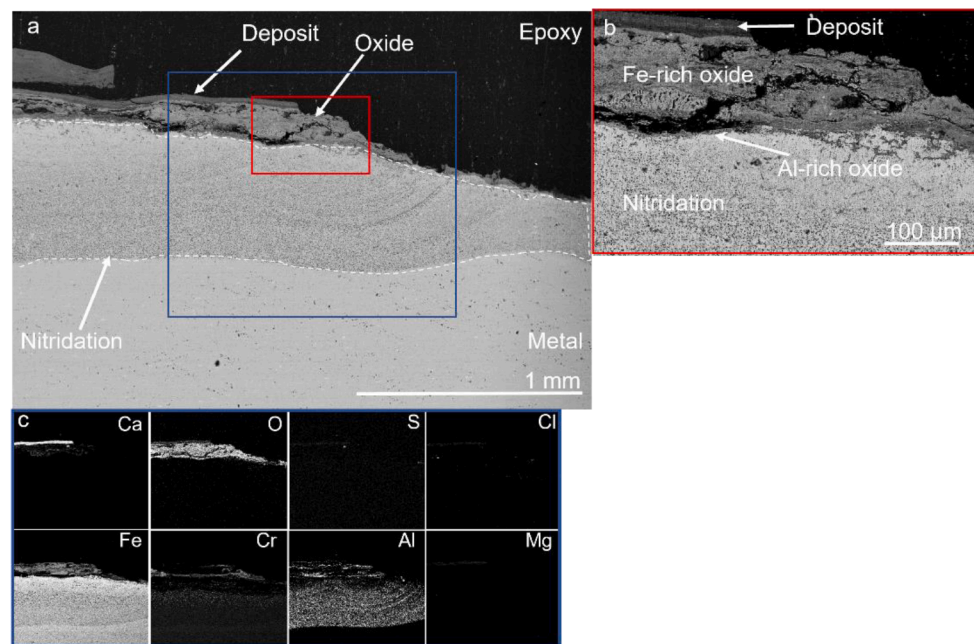 a
Deposit
Oxide
Epoxy
Nitridation
Metal
1 mm
b
Deposit
Fe-rich oxide
Al-rich oxide
Nitridation
100 µm
c
Ca
O
S
Cl
Fe
Cr
Al
Mg